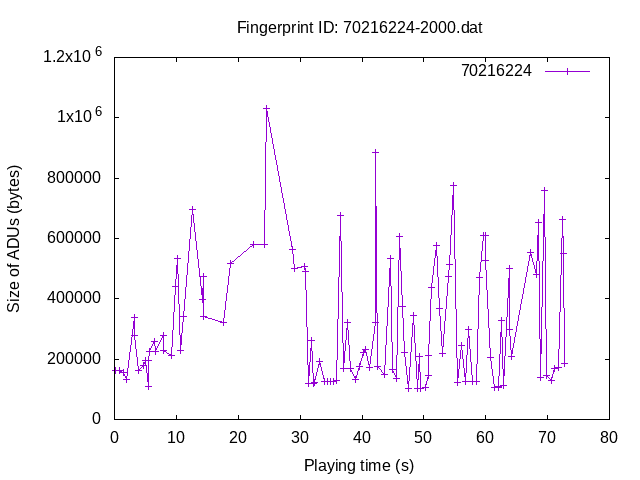 Fingerprint ID: 70216224-2000.dat
70216224
Size of ADUs (bytes)
1.2x10^6
1x10^6
800000
600000
400000
200000
0
0 10 20 30 40 50 60 70 80
Playing time (s)